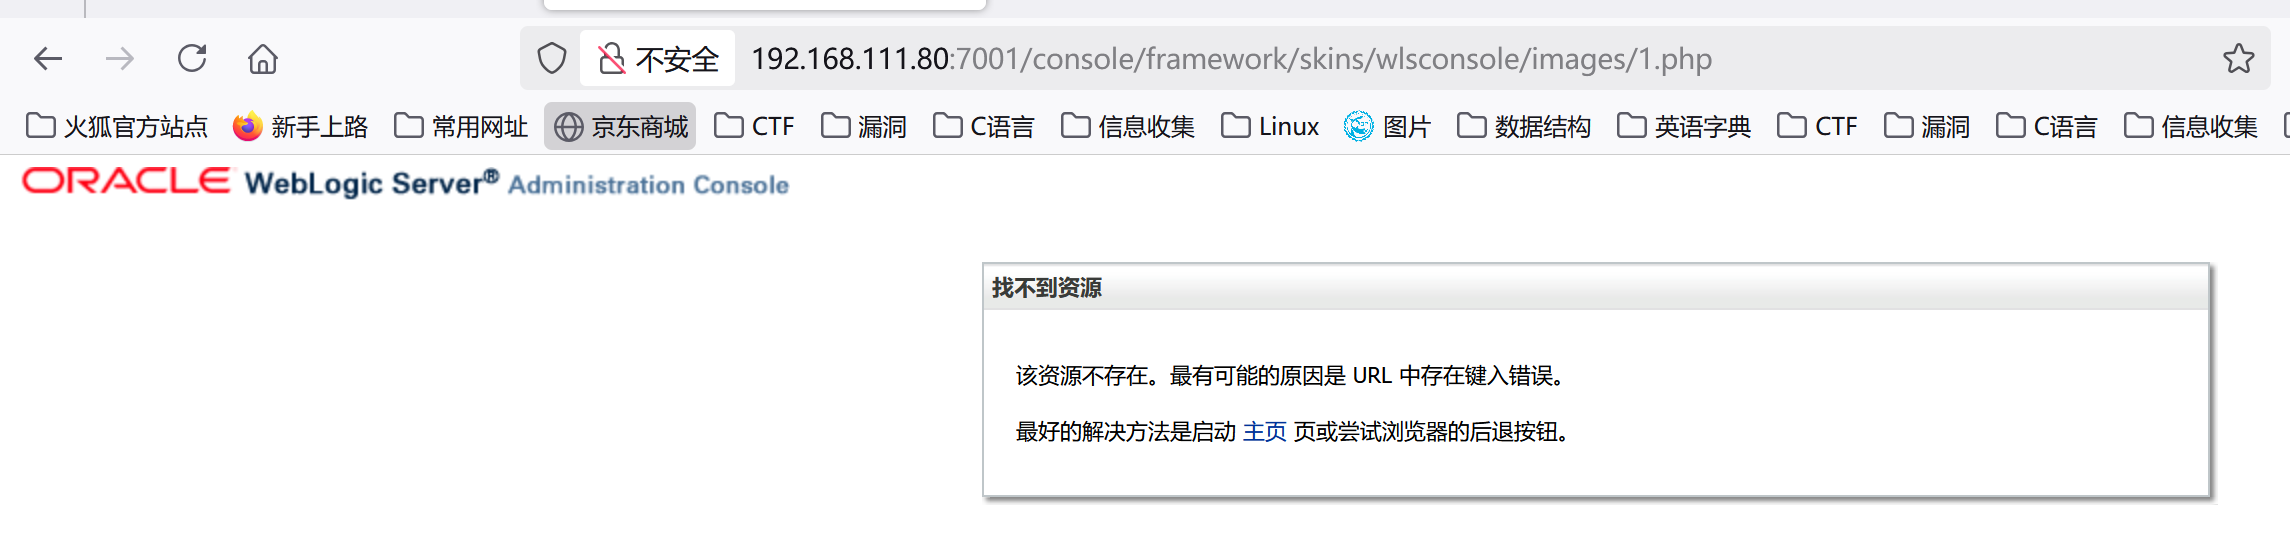 不安全 192.168.111.80:7001/console/framework/skins/wlsconsole/images/1.php
火狐官方站点 新手上路 常用网址 京东商城 CTF 漏洞 C语言 信息收集 Linux 图片 数据结构 英语字典 CTF 漏洞 C语言 信息收集
ORACLE WebLogic Server® Administration Console
找不到资源
该资源不存在。最有可能的原因是 URL 中存在键入错误。
最好的解决方法是启动 主页 页或尝试浏览器的后退按钮。